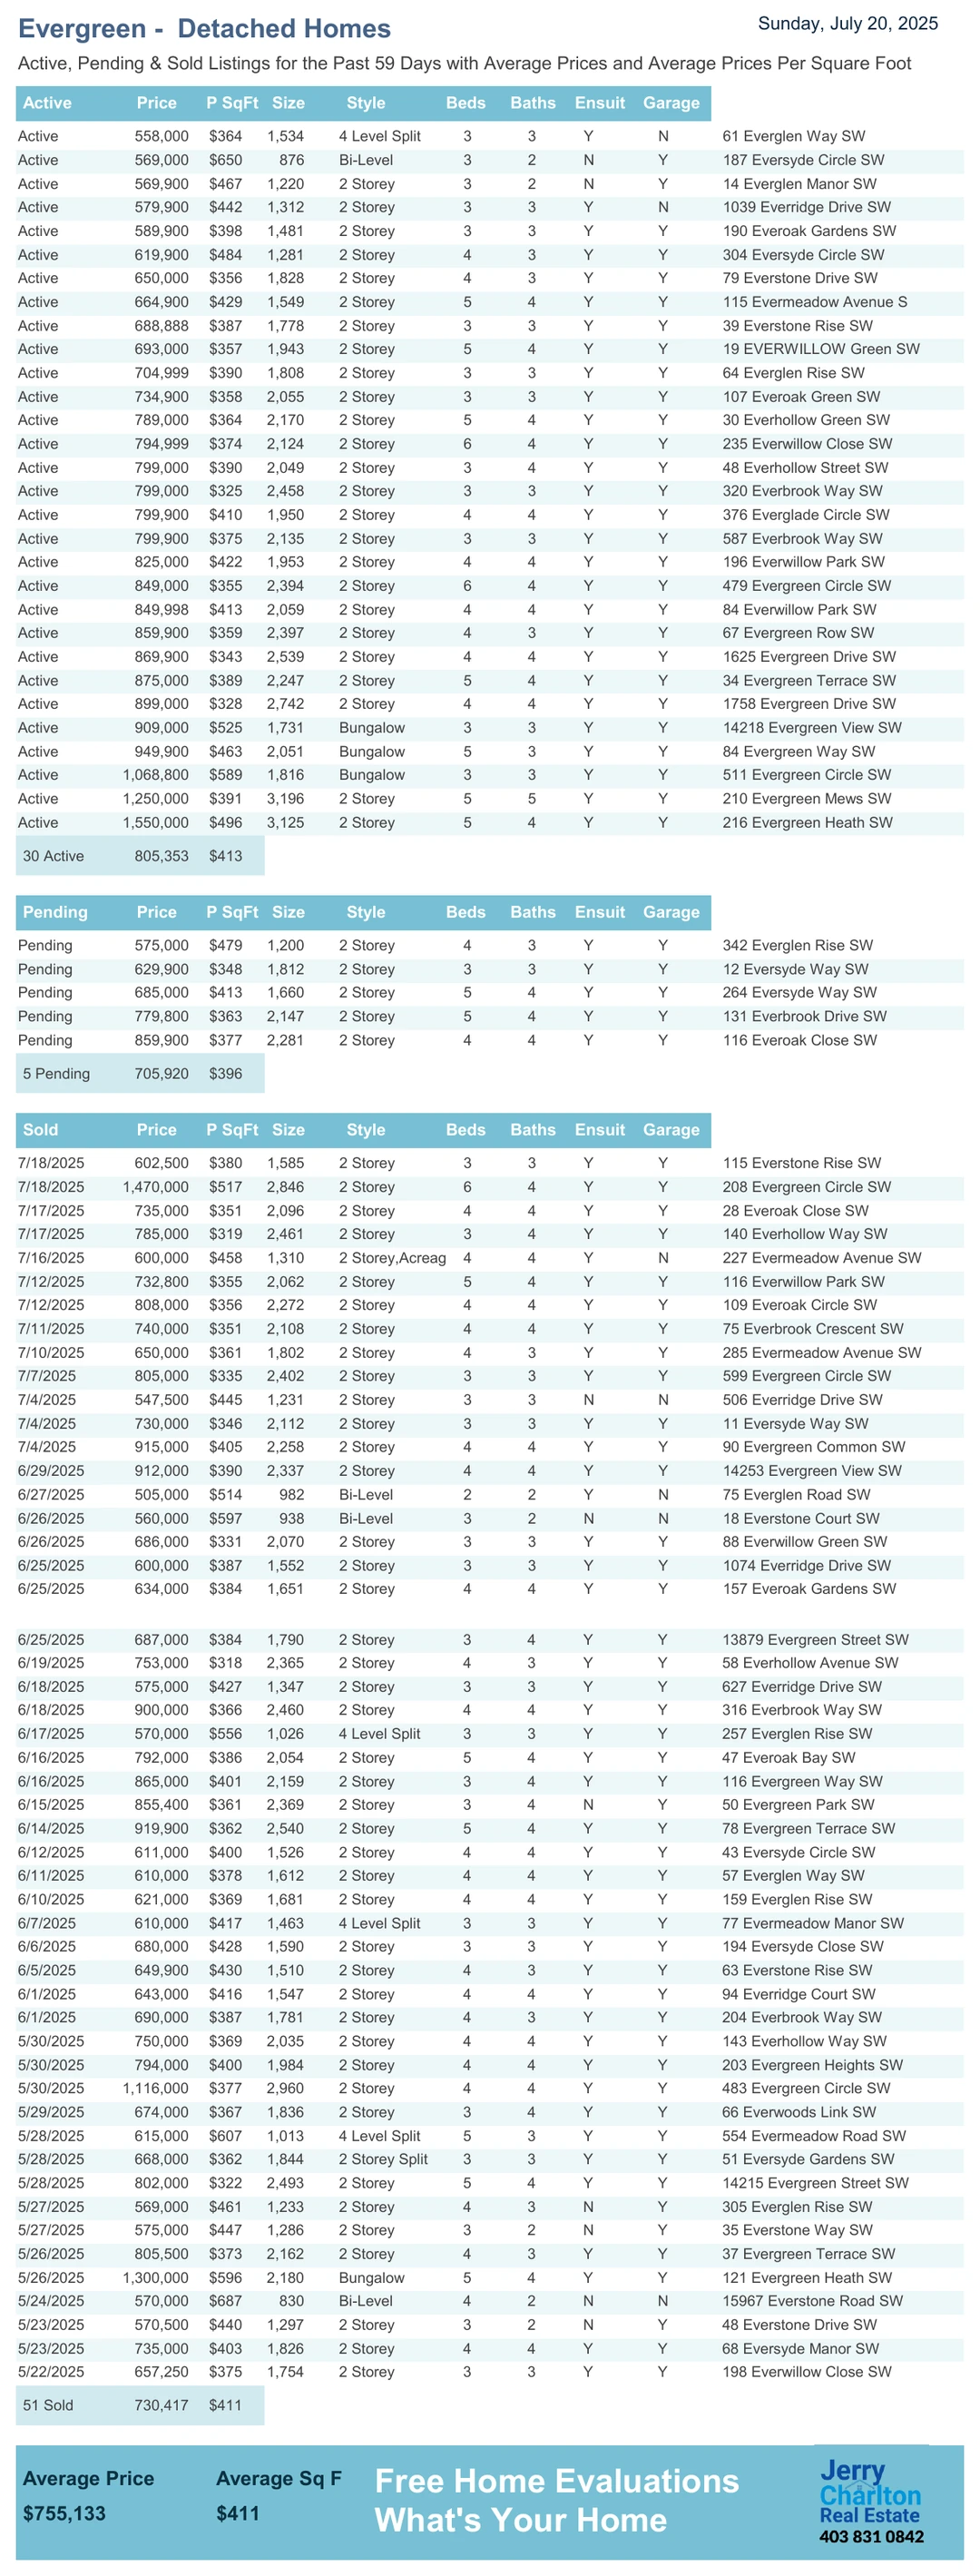 Evergreen - Detached Homes
Sunday, July 20, 2025
Active, Pending & Sold Listings for the Past 59 Days with Average Prices and Average Prices Per Square Foot
Active Price P SqFt Size Style Beds Baths Ensuit Garage
Active 558,000 $364 1,534 4 Level Split 3 3 Y N 61 Everglen Way SW
Active 569,000 $650 876 Bi-Level 3 2 N Y 187 Eversyde Circle SW
Active 569,900 $467 1,220 2 Storey 3 2 N Y 14 Everglen Manor SW
Active 579,900 $442 1,312 2 Storey 3 3 Y N 1039 Everridge Drive SW
Active 589,900 $398 1,481 2 Storey 3 3 Y Y 190 Everoak Gardens SW
Active 619,900 $484 1,281 2 Storey 4 3 Y Y 304 Eversyde Circle SW
Active 650,000 $356 1,828 2 Storey 4 3 Y Y 79 Everstone Drive SW
Active 664,900 $429 1,549 2 Storey 5 4 Y Y 115 Evermeadow Avenue S
Active 688,888 $387 1,778 2 Storey 3 3 Y Y 39 Everstone Rise SW
Active 693,000 $357 1,943 2 Storey 5 4 Y Y 19 EVERWILLOW Green SW
Active 704,999 $390 1,808 2 Storey 3 3 Y Y 64 Everglen Rise SW
Active 734,900 $358 2,055 2 Storey 3 3 Y Y 107 Everoak Green SW
Active 789,000 $364 2,170 2 Storey 5 4 Y Y 30 Everhollow Green SW
Active 794,999 $374 2,124 2 Storey 6 4 Y Y 235 Everwillow Close SW
Active 799,000 $390 2,049 2 Storey 3 4 Y Y 48 Everhollow Street SW
Active 799,000 $325 2,458 2 Storey 3 3 Y Y 320 Everbrook Way SW
Active 799,900 $410 1,950 2 Storey 4 4 Y Y 376 Everglade Circle SW
Active 799,900 $375 2,135 2 Storey 3 3 Y Y 587 Everbrook Way SW
Active 825,000 $422 1,953 2 Storey 4 4 Y Y 196 Everwillow Park SW
Active 849,000 $355 2,394 2 Storey 6 4 Y Y 479 Evergreen Circle SW
Active 849,998 $413 2,059 2 Storey 4 4 Y Y 84 Everwillow Park SW
Active 859,900 $359 2,397 2 Storey 4 3 Y Y 67 Evergreen Row SW
Active 869,900 $343 2,539 2 Storey 4 4 Y Y 1625 Evergreen Drive SW
Active 875,000 $389 2,247 2 Storey 5 4 Y Y 34 Evergreen Terrace SW
Active 899,000 $328 2,742 2 Storey 4 4 Y Y 1758 Evergreen Drive SW
Active 909,000 $525 1,731 Bungalow 3 3 Y Y 14218 Evergreen View SW
Active 949,900 $463 2,051 Bungalow 5 3 Y Y 84 Evergreen Way SW
Active 1,068,800 $589 1,816 Bungalow 3 3 Y Y 511 Evergreen Circle SW
Active 1,250,000 $391 3,196 2 Storey 5 5 Y Y 210 Evergreen Mews SW
Active 1,550,000 $496 3,125 2 Storey 5 4 Y Y 216 Evergreen Heath SW
30 Active 805,353 $413
Pending Price P SqFt Size Style Beds Baths Ensuit Garage
Pending 575,000 $479 1,200 2 Storey 4 3 Y Y 342 Everglen Rise SW
Pending 629,900 $348 1,812 2 Storey 3 3 Y Y 12 Eversyde Way SW
Pending 685,000 $413 1,660 2 Storey 5 4 Y Y 264 Eversyde Way SW
Pending 779,800 $363 2,147 2 Storey 5 4 Y Y 131 Everbrook Drive SW
Pending 859,900 $377 2,281 2 Storey 4 4 Y Y 116 Everoak Close SW
5 Pending 705,920 $396
Sold Price P SqFt Size Style Beds Baths Ensuit Garage
7/18/2025 602,500 $380 1,585 2 Storey 3 3 Y Y 115 Everstone Rise SW
7/18/2025 1,470,000 $517 2,846 2 Storey 6 4 Y Y 208 Evergreen Circle SW
7/17/2025 735,000 $351 2,096 2 Storey 4 4 Y Y 28 Everoak Close SW
7/17/2025 785,000 $319 2,461 2 Storey 3 4 Y Y 140 Everhollow Way SW
7/16/2025 600,000 $458 1,310 2 Storey,Acreag 4 4 Y N 227 Evermeadow Avenue SW
7/12/2025 732,800 $355 2,062 2 Storey 5 4 Y Y 116 Everwillow Park SW
7/12/2025 808,000 $356 2,272 2 Storey 4 4 Y Y 109 Everoak Circle SW
7/11/2025 740,000 $351 2,108 2 Storey 4 4 Y Y 75 Everbrook Crescent SW
7/10/2025 650,000 $361 1,802 2 Storey 4 3 Y Y 285 Evermeadow Avenue SW
7/7/2025 805,000 $335 2,402 2 Storey 3 3 Y Y 599 Evergreen Circle SW
7/4/2025 547,500 $445 1,231 2 Storey 3 3 N N 506 Everridge Drive SW
7/4/2025 730,000 $346 2,112 2 Storey 3 3 Y Y 11 Eversyde Way SW
7/4/2025 915,000 $405 2,258 2 Storey 4 4 Y Y 90 Evergreen Common SW
6/29/2025 912,000 $390 2,337 2 Storey 4 4 Y Y 14253 Evergreen View SW
6/27/2025 505,000 $514 982 Bi-Level 2 2 Y N 75 Everglen Road SW
6/26/2025 560,000 $597 938 Bi-Level 3 2 N N 18 Everstone Court SW
6/26/2025 686,000 $331 2,070 2 Storey 3 3 Y Y 88 Everwillow Green SW
6/25/2025 600,000 $387 1,552 2 Storey 3 3 Y Y 1074 Everridge Drive SW
6/25/2025 634,000 $384 1,651 2 Storey 4 4 Y Y 157 Everoak Gardens SW
6/25/2025 687,000 $384 1,790 2 Storey 3 4 Y Y 13879 Evergreen Street SW
6/19/2025 753,000 $318 2,365 2 Storey 4 3 Y Y 58 Everhollow Avenue SW
6/18/2025 575,000 $427 1,347 2 Storey 3 3 Y Y 627 Everridge Drive SW
6/18/2025 900,000 $366 2,460 2 Storey 4 4 Y Y 316 Everbrook Way SW
6/17/2025 570,000 $556 1,026 4 Level Split 3 3 Y Y 257 Everglen Rise SW
6/16/2025 792,000 $386 2,054 2 Storey 5 4 Y Y 47 Everoak Bay SW
6/16/2025 865,000 $401 2,159 2 Storey 3 4 Y Y 116 Evergreen Way SW
6/15/2025 855,400 $361 2,369 2 Storey 3 4 N Y 50 Evergreen Park SW
6/14/2025 919,900 $362 2,540 2 Storey 5 4 Y Y 78 Evergreen Terrace SW
6/12/2025 611,000 $400 1,526 2 Storey 4 4 Y Y 43 Eversyde Circle SW
6/11/2025 610,000 $378 1,612 2 Storey 4 4 Y Y 57 Everglen Way SW
6/10/2025 621,000 $369 1,681 2 Storey 4 4 Y Y 159 Everglen Rise SW
6/7/2025 610,000 $417 1,463 4 Level Split 3 3 Y Y 77 Evermeadow Manor SW
6/6/2025 680,000 $428 1,590 2 Storey 3 3 Y Y 194 Eversyde Close SW
6/5/2025 649,900 $430 1,510 2 Storey 4 3 Y Y 63 Everstone Rise SW
6/1/2025 643,000 $416 1,547 2 Storey 4 4 Y Y 94 Everridge Court SW
6/1/2025 690,000 $387 1,781 2 Storey 4 3 Y Y 204 Everbrook Way SW
5/30/2025 750,000 $369 2,035 2 Storey 4 4 Y Y 143 Everhollow Way SW
5/30/2025 794,000 $400 1,984 2 Storey 4 4 Y Y 203 Evergreen Heights SW
5/30/2025 1,116,000 $377 2,960 2 Storey 4 4 Y Y 483 Evergreen Circle SW
5/29/2025 674,000 $367 1,836 2 Storey 3 4 Y Y 66 Everwoods Link SW
5/28/2025 615,000 $607 1,013 4 Level Split 5 3 Y Y 554 Evermeadow Road SW
5/28/2025 668,000 $362 1,844 2 Storey Split 3 3 Y Y 51 Eversyde Gardens SW
5/28/2025 802,000 $322 2,493 2 Storey 5 4 Y Y 14215 Evergreen Street SW
5/27/2025 569,000 $461 1,233 2 Storey 4 3 N Y 305 Everglen Rise SW
5/27/2025 575,000 $447 1,286 2 Storey 3 2 N Y 35 Everstone Way SW
5/26/2025 805,500 $373 2,162 2 Storey 4 3 Y Y 37 Evergreen Terrace SW
5/26/2025 1,300,000 $596 2,180 Bungalow 5 4 Y Y 121 Evergreen Heath SW
5/24/2025 570,000 $687 830 Bi-Level 4 2 N N 15967 Everstone Road SW
5/23/2025 570,500 $440 1,297 2 Storey 3 2 N Y 48 Everstone Drive SW
5/23/2025 735,000 $403 1,826 2 Storey 4 4 Y Y 68 Eversyde Manor SW
5/22/2025 657,250 $375 1,754 2 Storey 3 3 Y Y 198 Everwillow Close SW
51 Sold 730,417 $411
Average Price Average Sq F
$755,133 $411
Free Home Evaluations
What's Your Home
Jerry
Charlton
Real Estate
403 831 0842